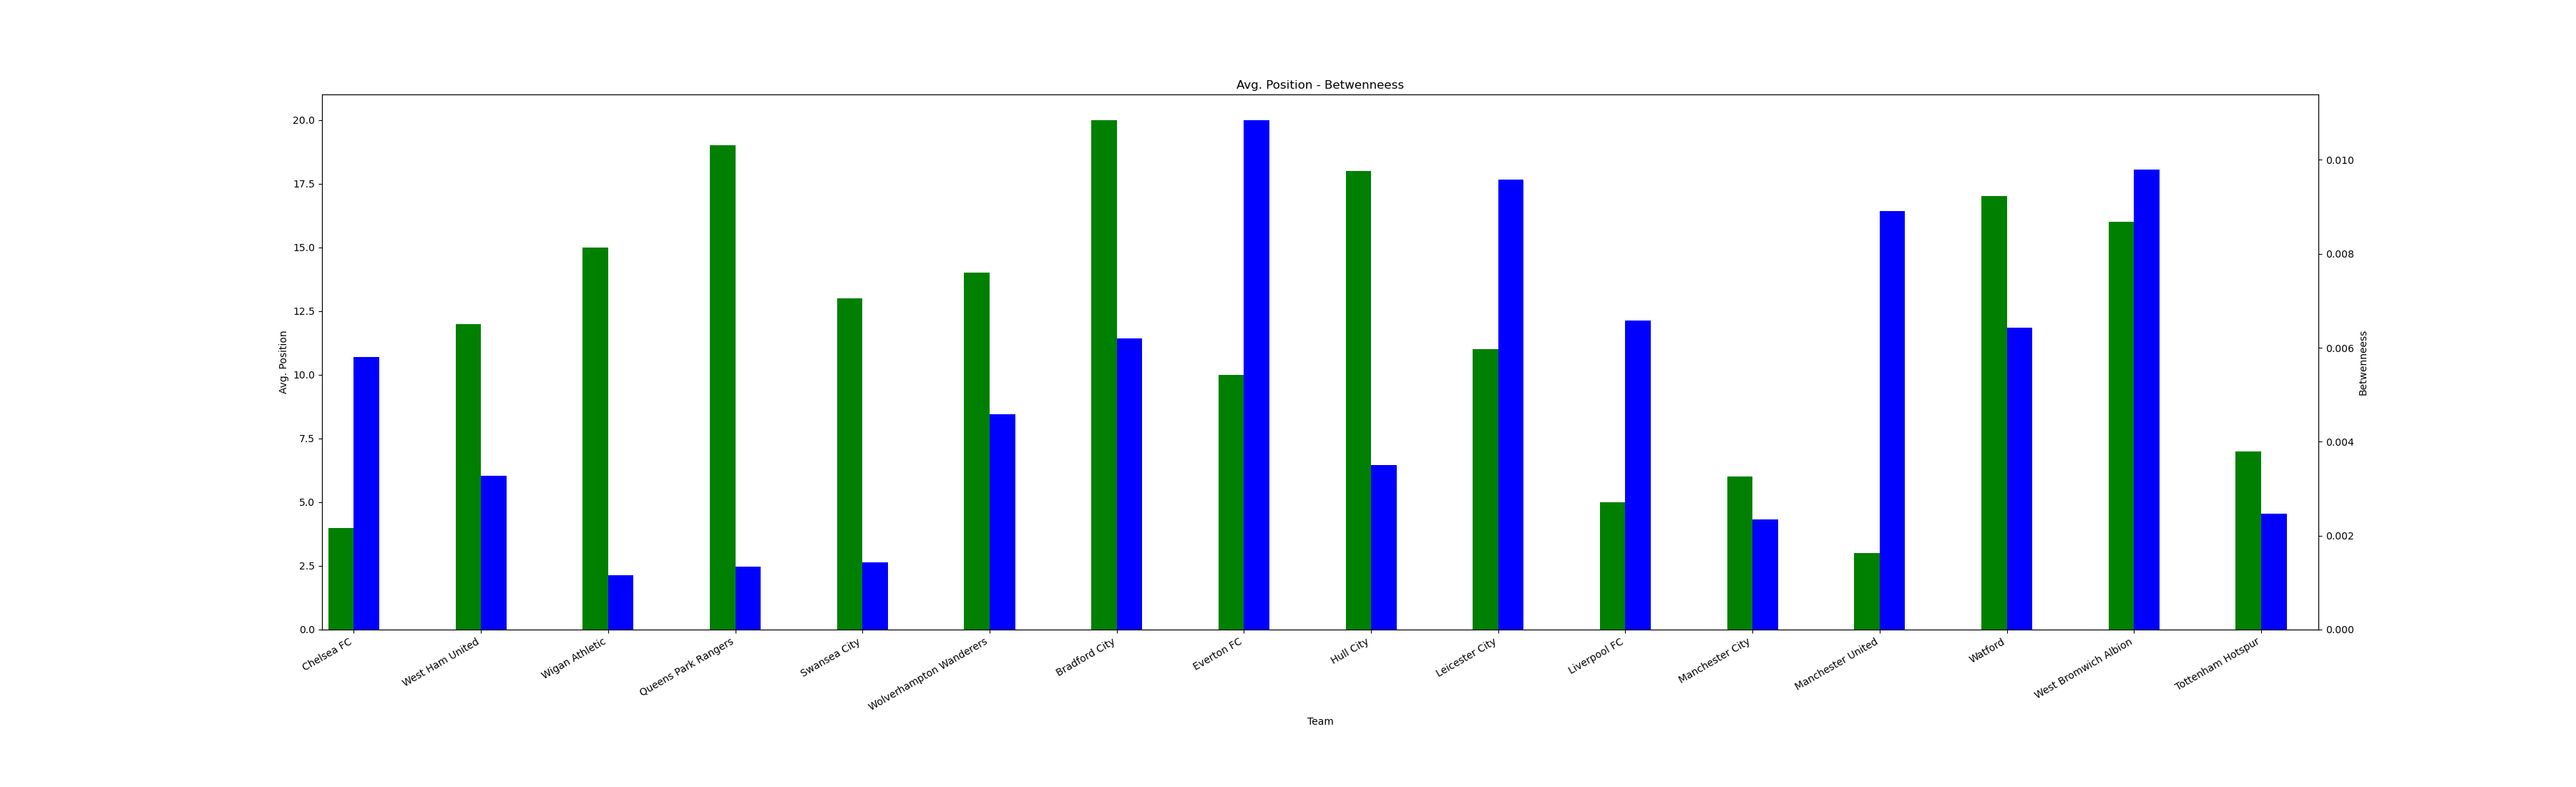 Avg. Position - Betwenneess
20.0
17.5
15.0
12.5
10.0
7.5
5.0
2.5
0.0
Avg. Position
0.010
0.008
0.006
0.004
0.002
0.000
Betwenneess
Chelsea FC
West Ham United
Wigan Athletic
Queens Park Rangers
Swansea City
Wolverhampton Wanderers
Bradford City
Everton FC
Hull City
Leicester City
Liverpool FC
Manchester City
Manchester United
Watford
West Bromwich Albion
Tottenham Hotspur
Team